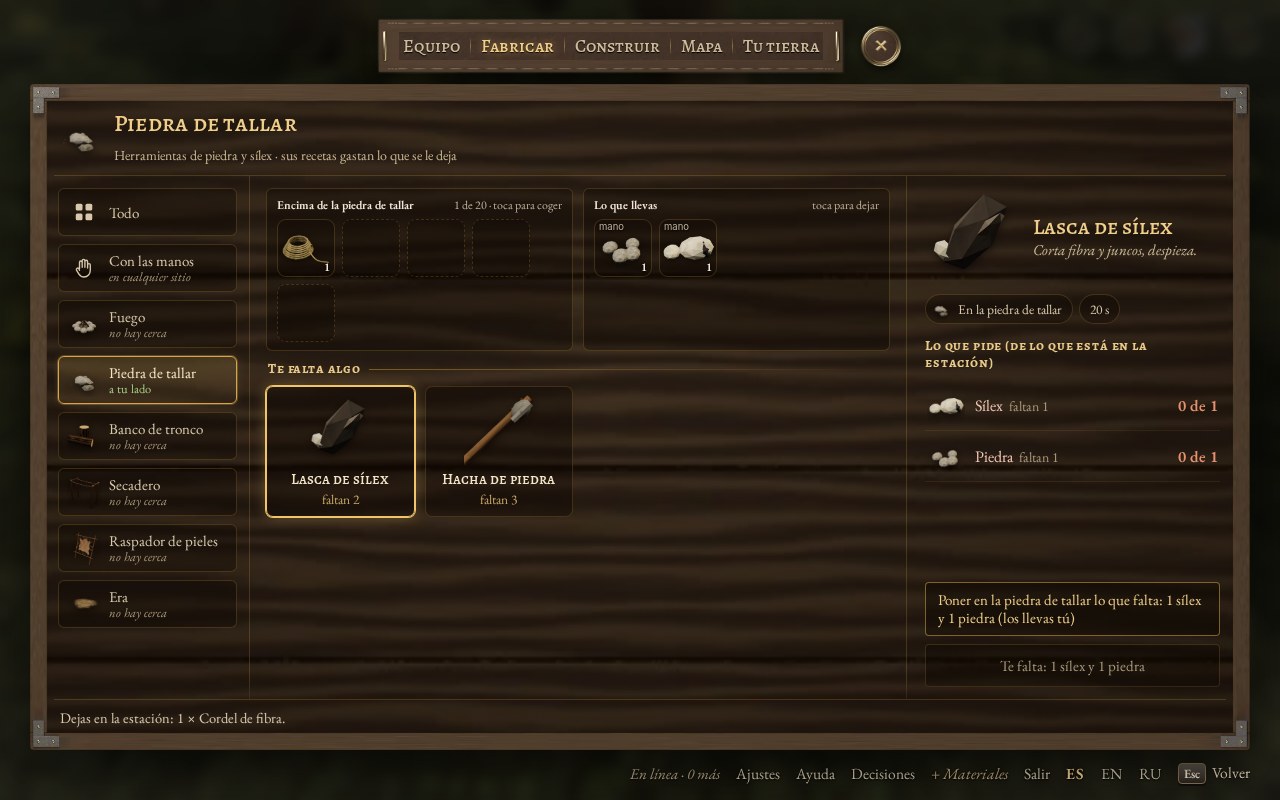 Equipo Fabricar Construir Mapa Tu tierra
Piedra de tallar
Herramientas de piedra y sílex · sus recetas gastan lo que se le deja
Todo
Con las manos
en cualquier sitio
Fuego
no hay cerca
Piedra de tallar
a tu lado
Banco de tronco
no hay cerca
Secadero
no hay cerca
Raspador de pieles
no hay cerca
Era
no hay cerca
Encima de la piedra de tallar 1 de 20 · toca para coger
1
Lo que llevas toca para dejar
mano mano
1 1
Te falta algo
Lasca de sílex
faltan 2
Hacha de piedra
faltan 3
Lasca de sílex
Corta fibra y juncos, despieza.
En la piedra de tallar 20 s
Lo que pide (de lo que está en la
estación)
Sílex faltan 1 0 de 1
Piedra faltan 1 0 de 1
Poner en la piedra de tallar lo que falta: 1 sílex
y 1 piedra (los llevas tú)
Te falta: 1 sílex y 1 piedra
Dejas en la estación: 1 × Cordel de fibra.
En línea · 0 más Ajustes Ayuda Decisiones + Materiales Salir ES EN RU Esc Volver